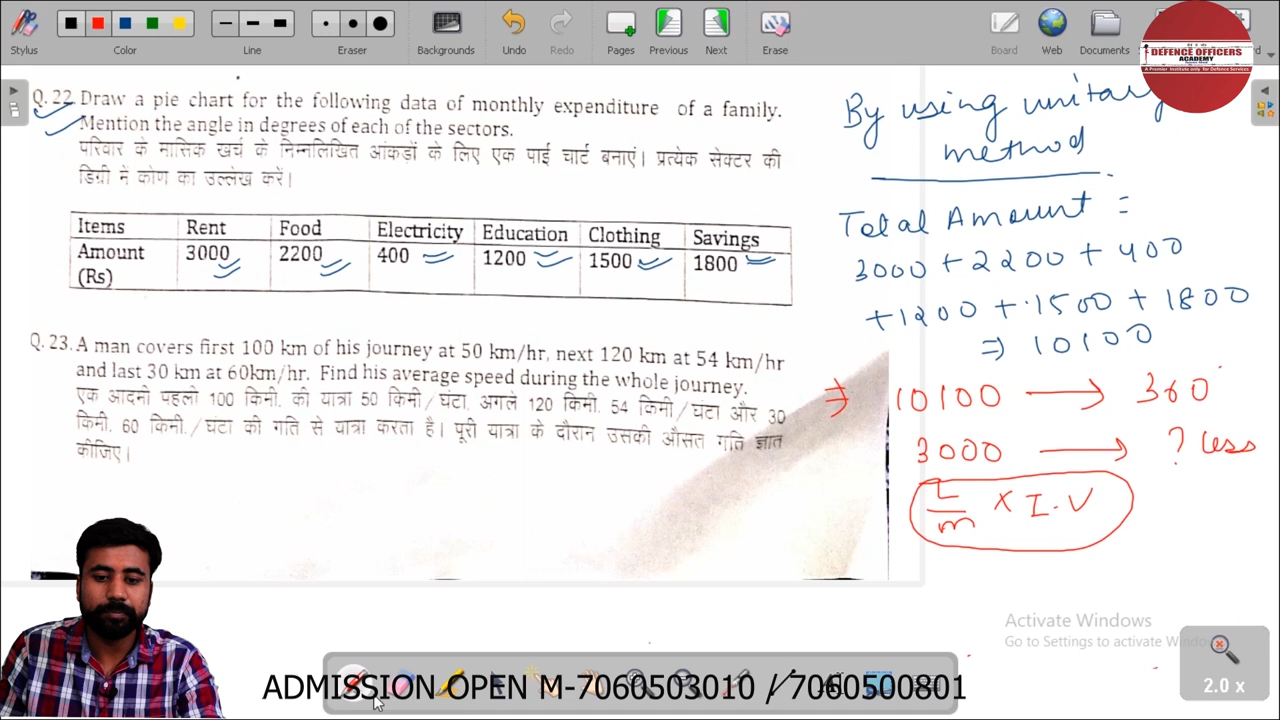 Stylus
Color
Line
Eraser
Backgrounds
Undo
Redo
Pages
Previous
Next
Erase
Board
Web
Documents
DEFENCE OFFICERS
ACADEMY
A Premier Institute only for Defence Services
Q.22 Draw a pie chart for the following data of monthly expenditure of a family.
Mention the angle in degrees of each of the sectors.
परिवार के मासिक खर्च के निम्नलिखित आंकडों के लिए एक पाई चार्ट बनाएं। प्रत्येक सेक्टर की
डिग्री में कोण का उल्लेख करें।
Items Rent Food Electricity Education Clothing Savings
Amount 3000 2200 400 1200 1500 1800
(Rs)
Q. 23. A man covers first 100 km of his journey at 50 km/hr, next 120 km at 54 km/hr
and last 30 km at 60km/hr. Find his average speed during the whole journey.
एक आदमी पहली 100 किमी. की यात्रा 50 किमी/घंटा, अगले 120 किमी. 54 किमी/घंटा और 30
किमी. 60 किमी./घंटा की गति से यात्रा करता है। पूरी यात्रा के दौरान उसकी औसत गति ज्ञात
कीजिए।
By using unitary
method
Total Amount =
3000 + 2200 + 400
+1200 + 1500 + 1800
⇒ 10100
⇒ 10100 → 360
3000 → ? less
L/m × I.V
Activate Windows
Go to Settings to activate Windo
2.0 x
ADMISSION OPEN M-7060503010 / 7060500801